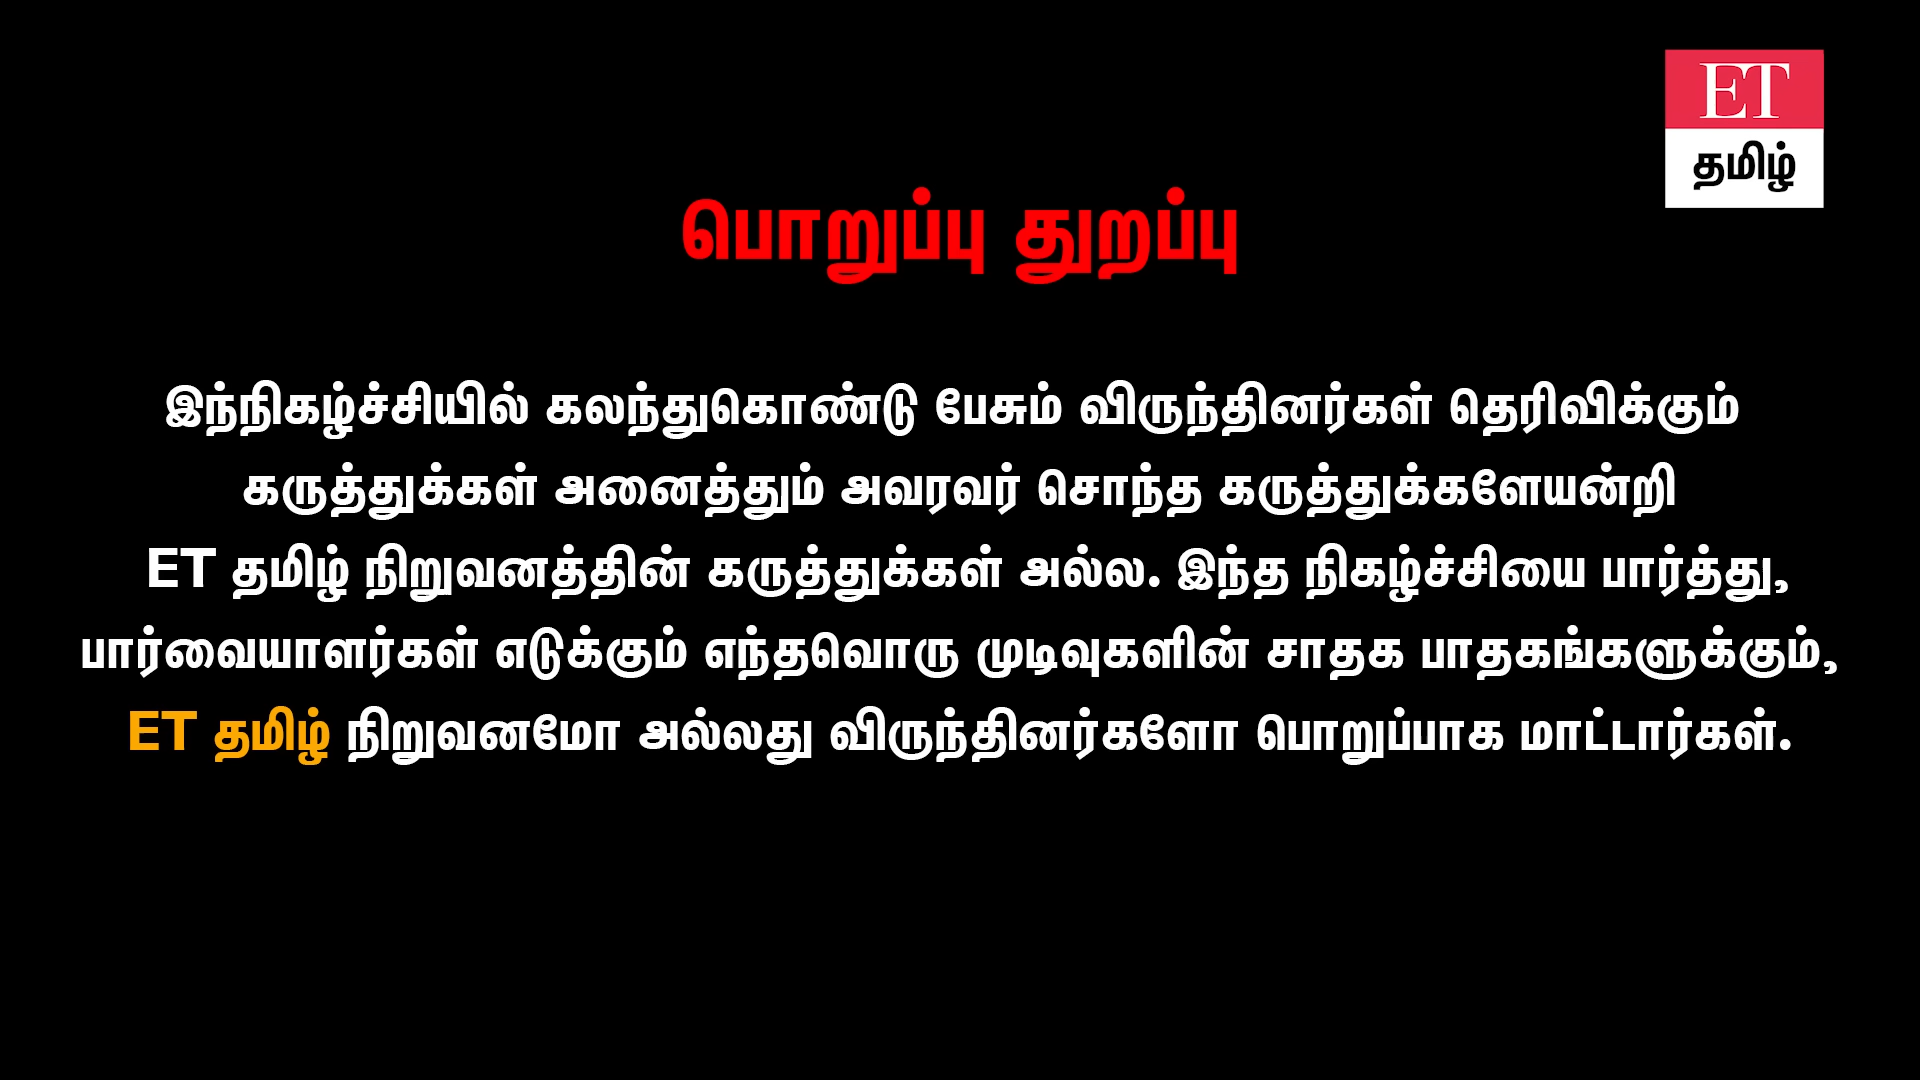 ET
தமிழ்
பொறுப்பு துறப்பு
இந்நிகழ்ச்சியில் கலந்துகொண்டு பேசும் விருந்தினர்கள் தெரிவிக்கும்
கருத்துக்கள் அனைத்தும் அவரவர் சொந்த கருத்துக்களேயன்றி
ET தமிழ் நிறுவனத்தின் கருத்துக்கள் அல்ல. இந்த நிகழ்ச்சியை பார்த்து,
பார்வையாளர்கள் எடுக்கும் எந்தவொரு முடிவுகளின் சாதக பாதகங்களுக்கும்,
ET தமிழ் நிறுவனமோ அல்லது விருந்தினர்களோ பொறுப்பாக மாட்டார்கள்.